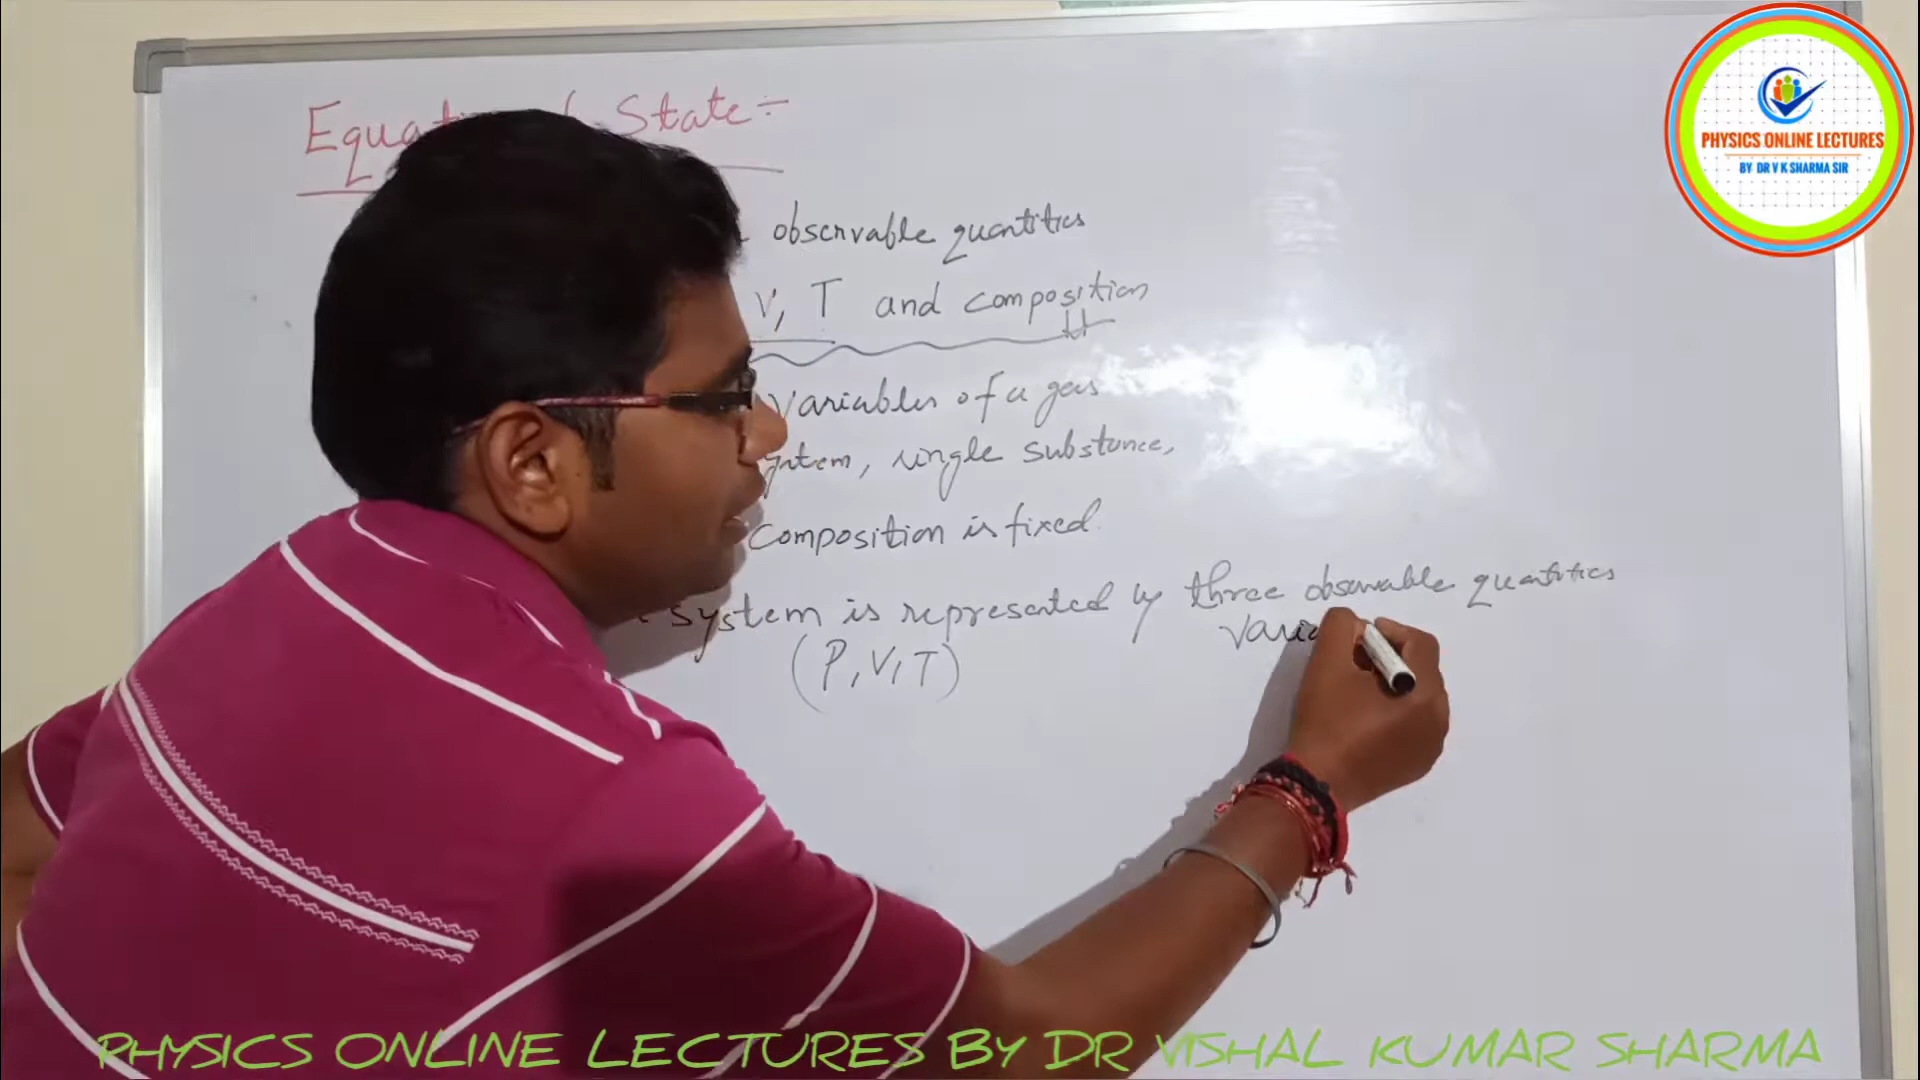 Equation of State:-
observable quantities
V, T and composition
Variables of a gas
system, single substance,
composition is fixed.
system is represented by three observable quantities
Varia
(P, V, T)
PHYSICS ONLINE LECTURES
BY DR V K SHARMA SIR
PHYSICS ONLINE LECTURES BY DR VISHAL KUMAR SHARMA